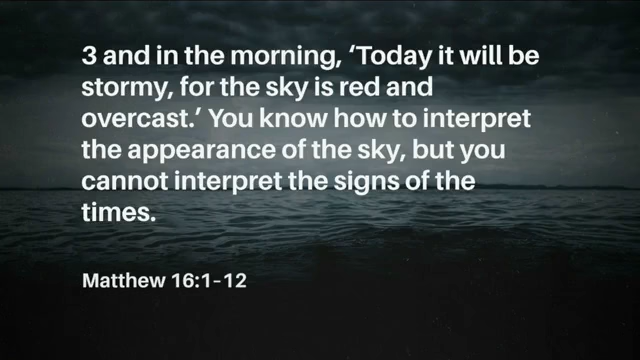 3 and in the morning, ‘Today it will be
stormy, for the sky is red and
overcast.’ You know how to interpret
the appearance of the sky, but you
cannot interpret the signs of the
times.
Matthew 16:1–12